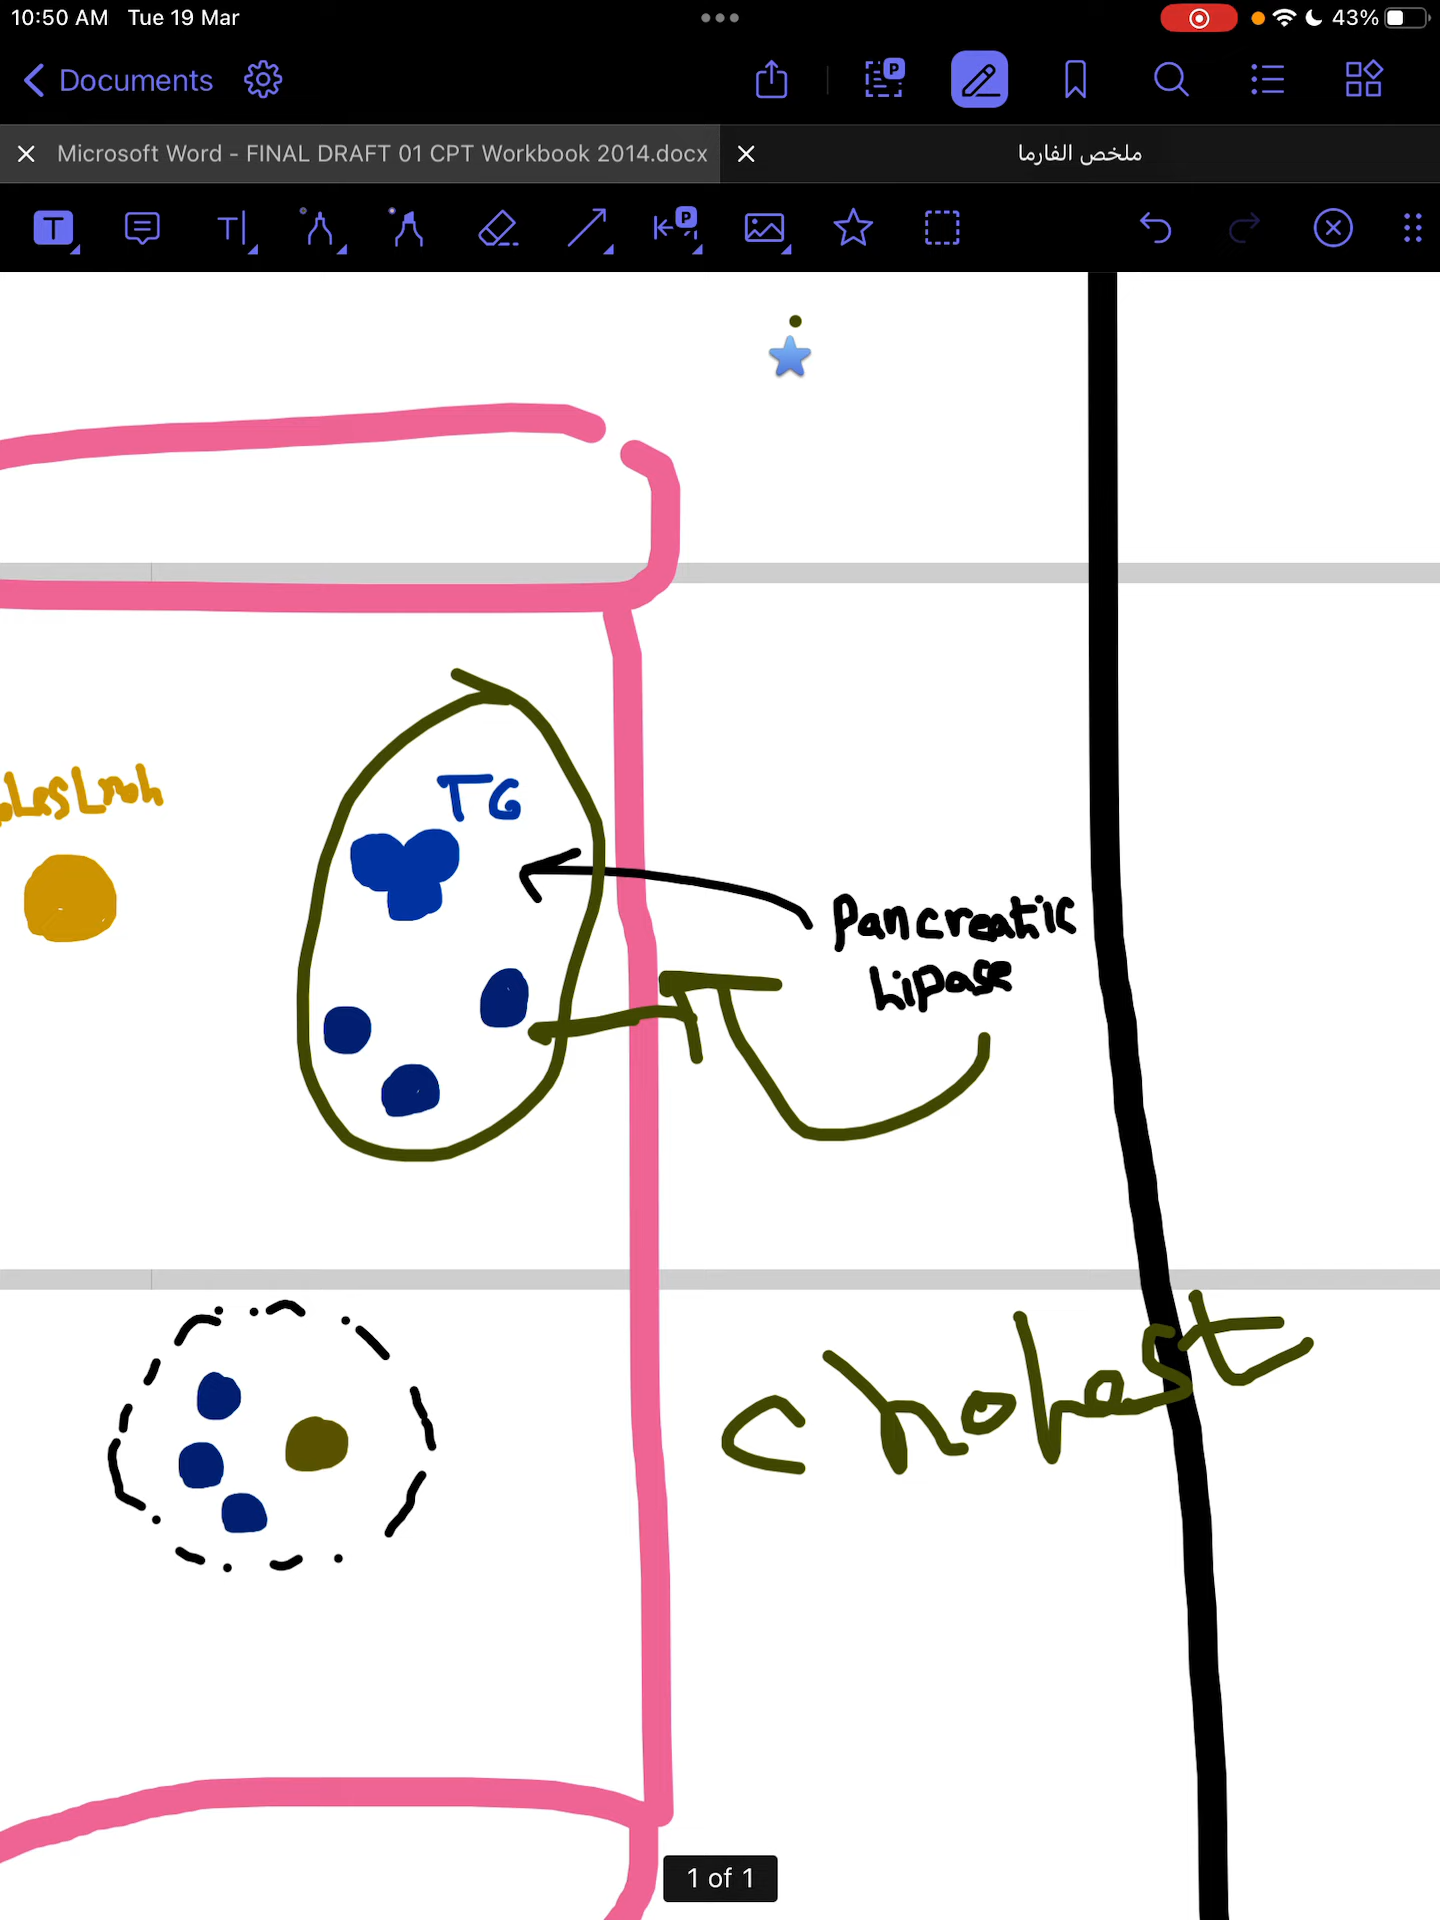 10:50 AM Tue 19 Mar
43%
Documents
Microsoft Word - FINAL DRAFT 01 CPT Workbook 2014.docx
ملخص الفارما
TG
Pancreatic
Lipase
1 of 1